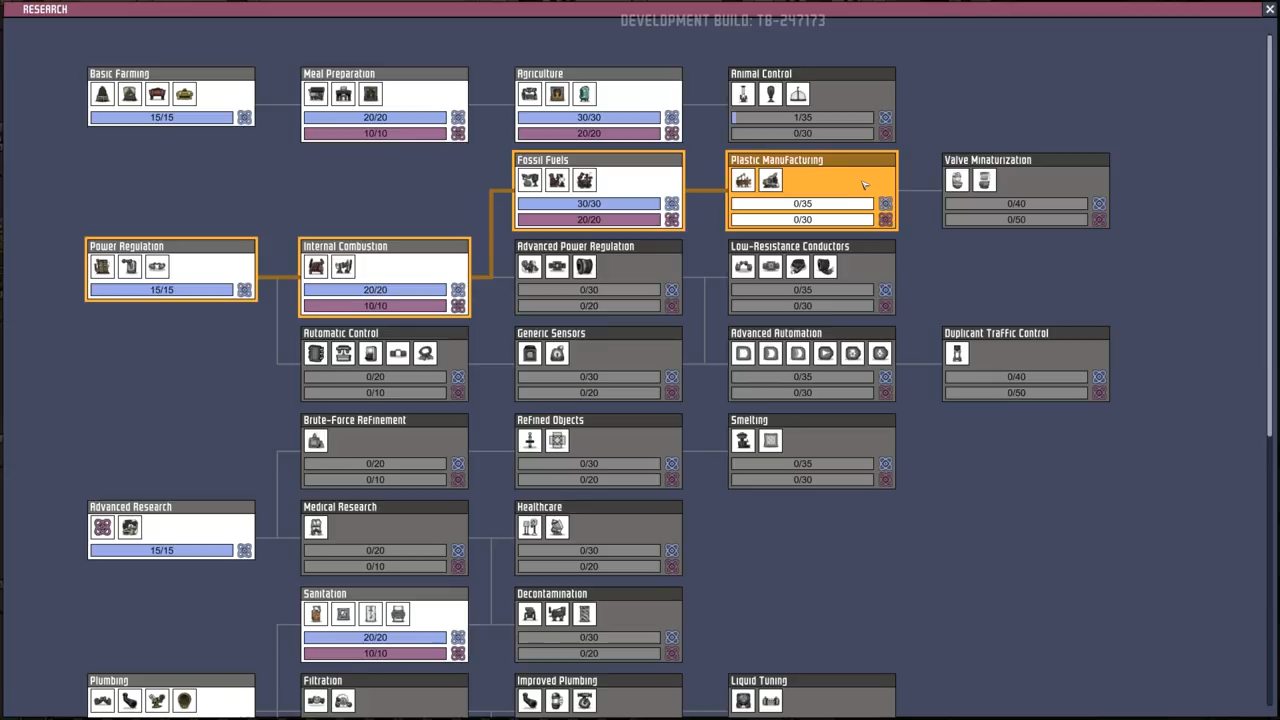 RESEARCH
DEVELOPMENT BUILD: TB-247173
Basic Farming
15/15
Meal Preparation
20/20
10/10
Agriculture
30/30
20/20
Animal Control
1/35
0/30
Fossil Fuels
30/30
20/20
Plastic Manufacturing
0/35
0/30
Valve Minaturization
0/40
0/50
Power Regulation
15/15
Internal Combustion
20/20
10/10
Advanced Power Regulation
0/30
0/20
Low-Resistance Conductors
0/35
0/30
Automatic Control
0/20
0/10
Generic Sensors
0/30
0/20
Advanced Automation
0/35
0/30
Duplicant Traffic Control
0/40
0/50
Brute-Force Refinement
0/20
0/10
Refined Objects
0/30
0/20
Smelting
0/35
0/30
Advanced Research
15/15
Medical Research
0/20
0/10
Healthcare
0/30
0/20
Sanitation
20/20
10/10
Decontamination
0/30
0/20
Plumbing
Filtration
Improved Plumbing
Liquid Tuning